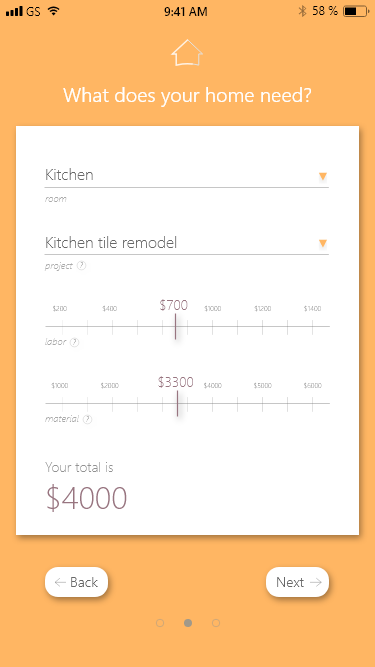 GS 9:41 AM 58 %
What does your home need?
Kitchen
room
Kitchen tile remodel
project ?
$200 $400 $700 $1000 $1200 $1400
labor ?
$1000 $2000 $3300 $4000 $5000 $6000
material ?
Your total is
$4000
← Back Next →